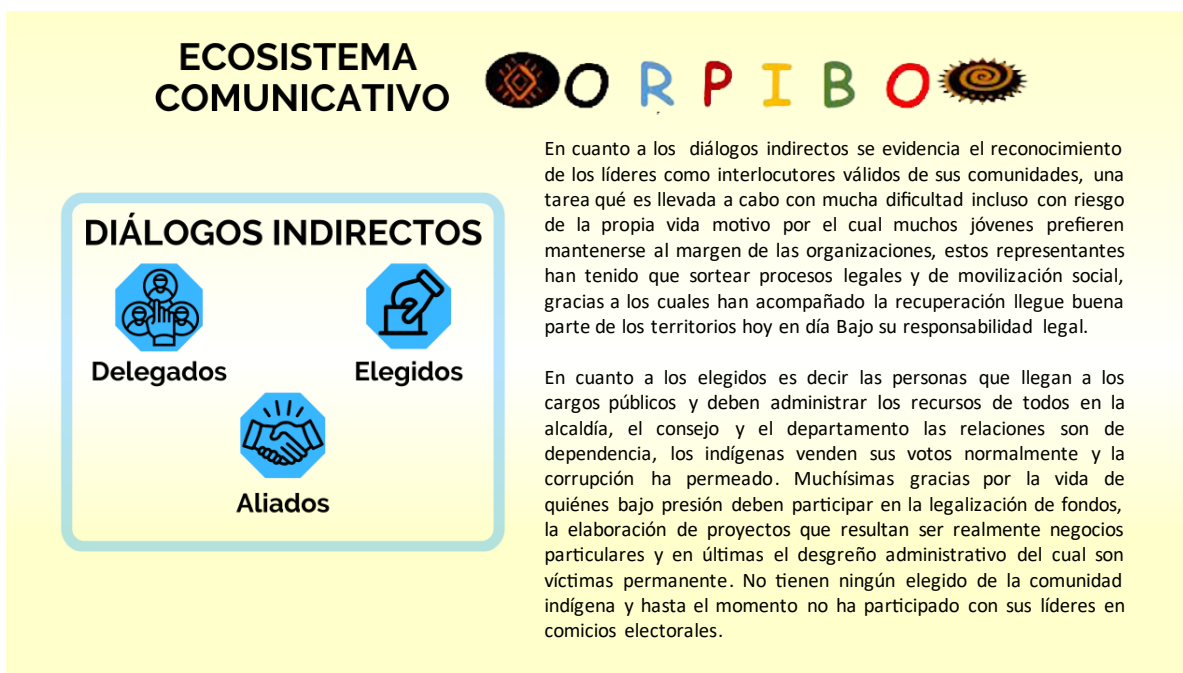 ECOSISTEMA
COMUNICATIVO
ORPIBO
DIÁLOGOS INDIRECTOS
Delegados
Elegidos
Aliados
En cuanto a los diálogos indirectos se evidencia el reconocimiento
de los líderes como interlocutores válidos de sus comunidades, una
tarea qué es llevada a cabo con mucha dificultad incluso con riesgo
de la propia vida motivo por el cual muchos jóvenes prefieren
mantenerse al margen de las organizaciones, estos representantes
han tenido que sortear procesos legales y de movilización social,
gracias a los cuales han acompañado la recuperación llegue buena
parte de los territorios hoy en día Bajo su responsabilidad legal.
En cuanto a los elegidos es decir las personas que llegan a los
cargos públicos y deben administrar los recursos de todos en la
alcaldía, el consejo y el departamento las relaciones son de
dependencia, los indígenas venden sus votos normalmente y la
corrupción ha permeado. Muchísimas gracias por la vida de
quiénes bajo presión deben participar en la legalización de fondos,
la elaboración de proyectos que resultan ser realmente negocios
particulares y en últimas el desgreño administrativo del cual son
víctimas permanente. No tienen ningún elegido de la comunidad
indígena y hasta el momento no ha participado con sus líderes en
comicios electorales.